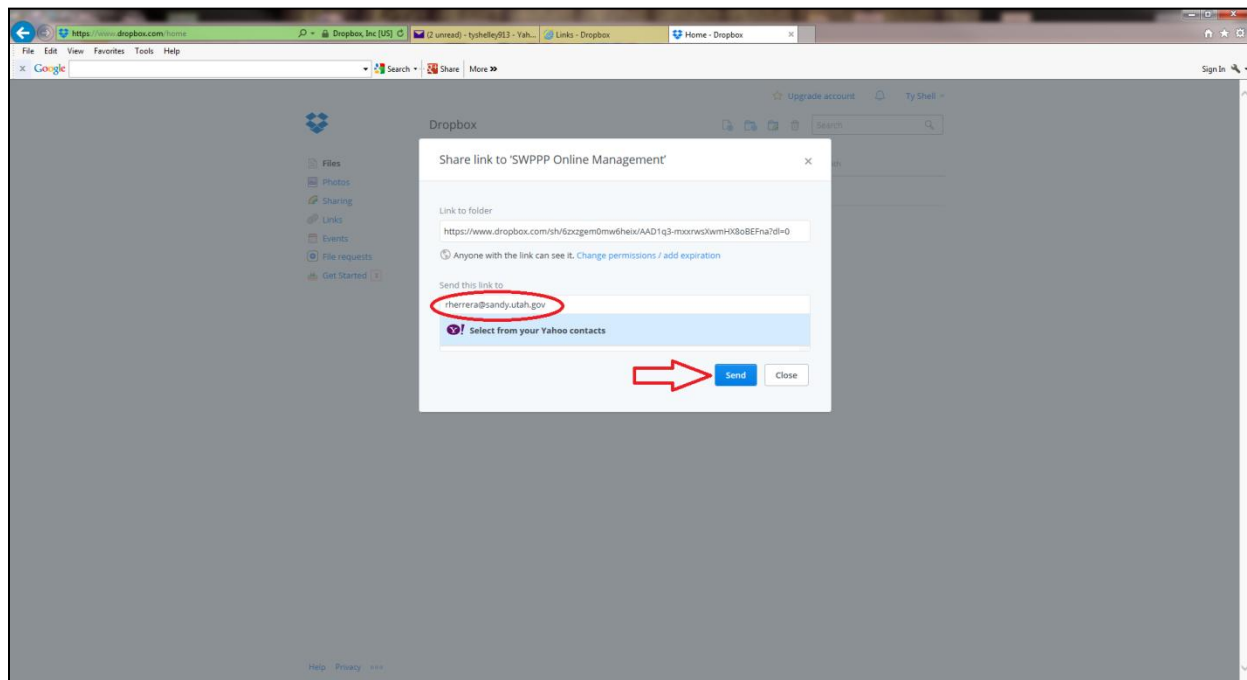 https://www.dropbox.com/home
Dropbox, Inc [US]
(2 unread) - tyshelley913 - Yah...
Links - Dropbox
Home - Dropbox
File Edit View Favorites Tools Help
Google
Search
Share
More »
Sign In
Upgrade account
Ty Shell
Dropbox
Search
Files
Photos
Sharing
Links
Events
File requests
Get Started
Share link to 'SWPPP Online Management'
Link to folder
https://www.dropbox.com/sh/6zxzgem0mw6heix/AAD1q3-mxxrwsXwmHX8oBEFna?dl=0
Anyone with the link can see it. Change permissions / add expiration
Send this link to
rherrera@sandy.utah.gov
Select from your Yahoo contacts
Send
Close
Help Privacy